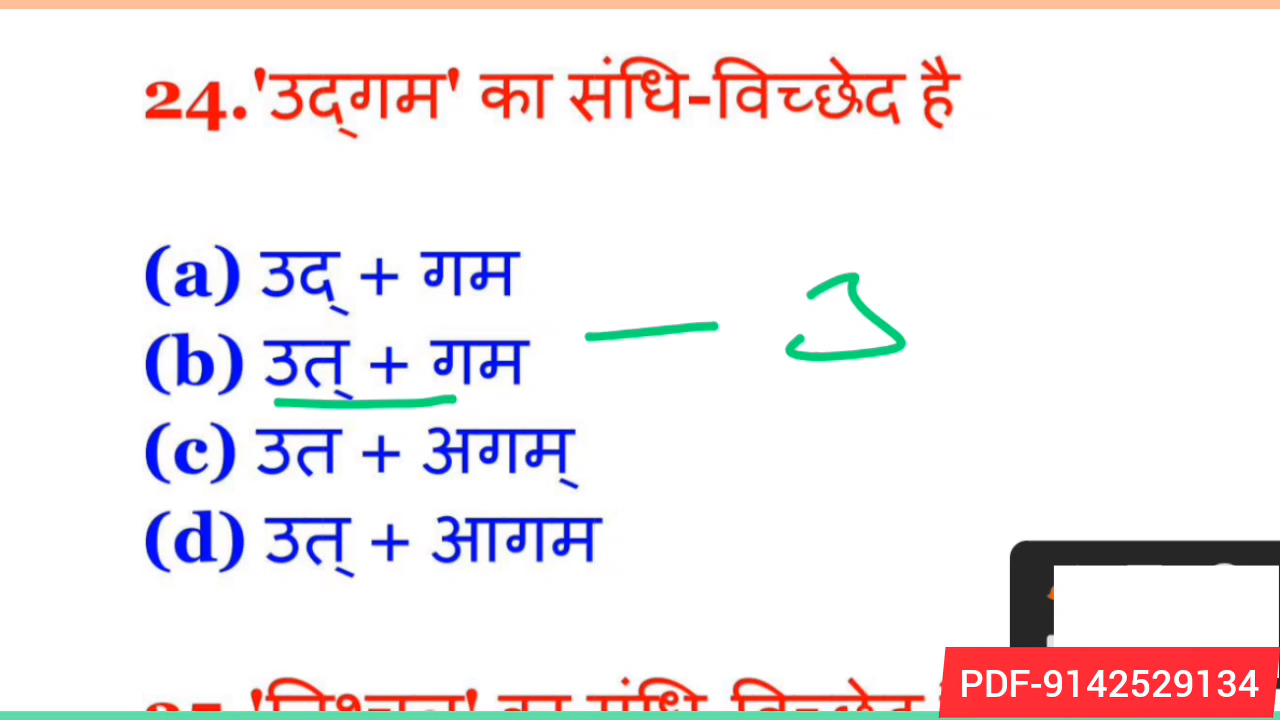 24.'उद्‌गम' का संधि-विच्छेद है
(a) उद् + गम
(b) उत् + गम
(c) उत + अगम्
(d) उत् + आगम
का संधि-विच्छेद
PDF-9142529134